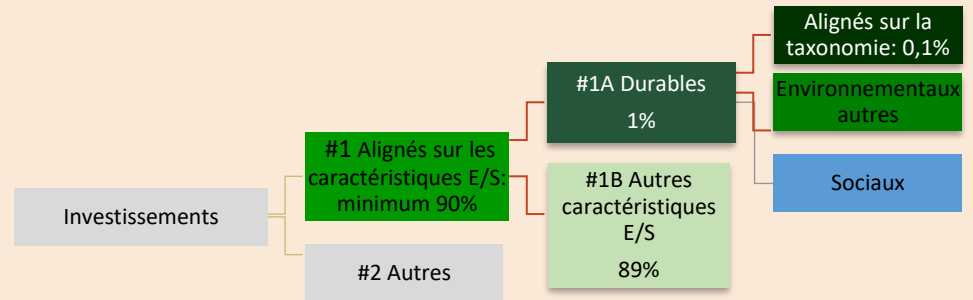 Investissements
#1 Alignés sur les
caractéristiques E/S:
minimum 90%
#2 Autres
#1A Durables
1%
#1B Autres
caractéristiques
E/S
89%
Alignés sur la
taxonomie: 0,1%
Environnementaux
autres
Sociaux